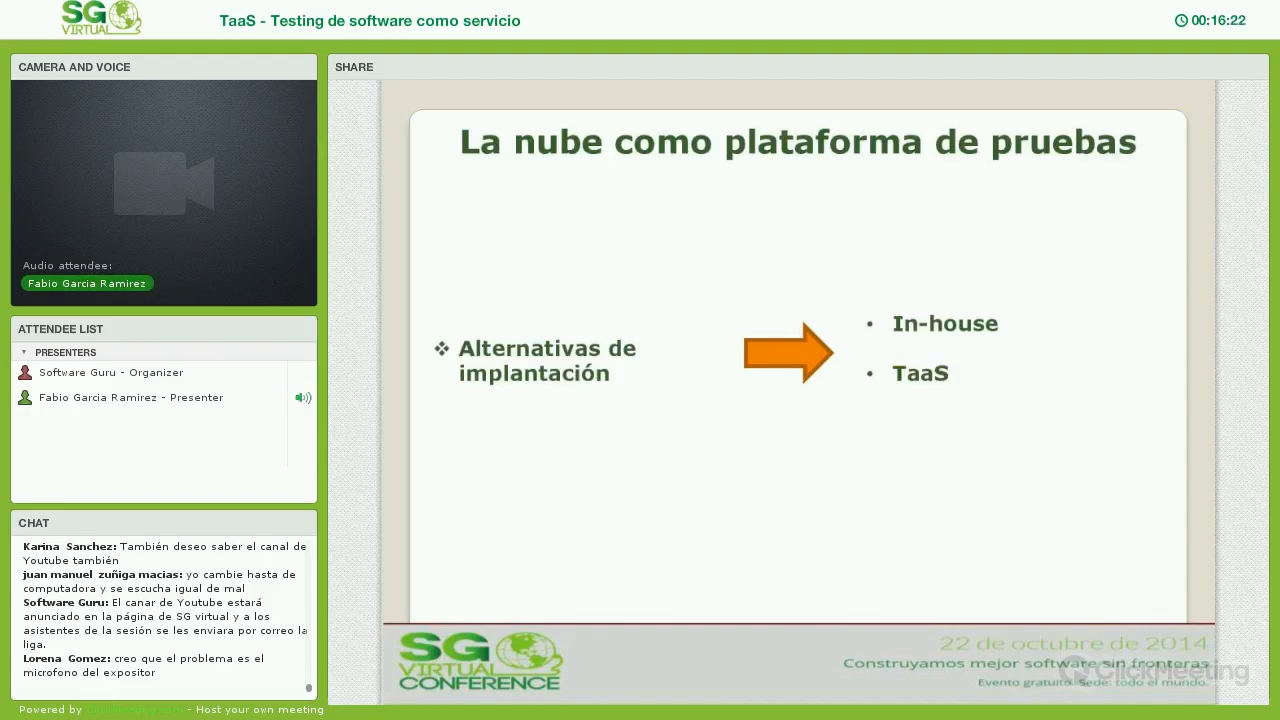 SG
VIRTUAL
TaaS - Testing de software como servicio
00:16:22
CAMERA AND VOICE
Audio attendee:
Fabio Garcia Ramirez
ATTENDEE LIST
PRESENTERS
Software Guru - Organizer
Fabio Garcia Ramirez - Presenter
CHAT
Karina Sanchez: También deseo saber el canal de
Youtube también
juan manuel zuñiga macias: yo cambie hasta de
computadora y se escucha igual de mal
Software Guru: El canar de Youtube estará
anunciado en la página de SG virtual y a los
asistentes de la sesión se les enviara por correo la
liga.
Lorena Gomez: creo que el problema es el
microfono del expositor
Powered by - Host your own meeting
SHARE
La nube como plataforma de pruebas
❖ Alternativas de
implantación
• In-house
• TaaS
SG
VIRTUAL
CONFERENCE
22 de octubre de 2014
Construyamos mejor software sin fronteras
Evento gratuito. Sede: todo el mundo.
ClickMeeting